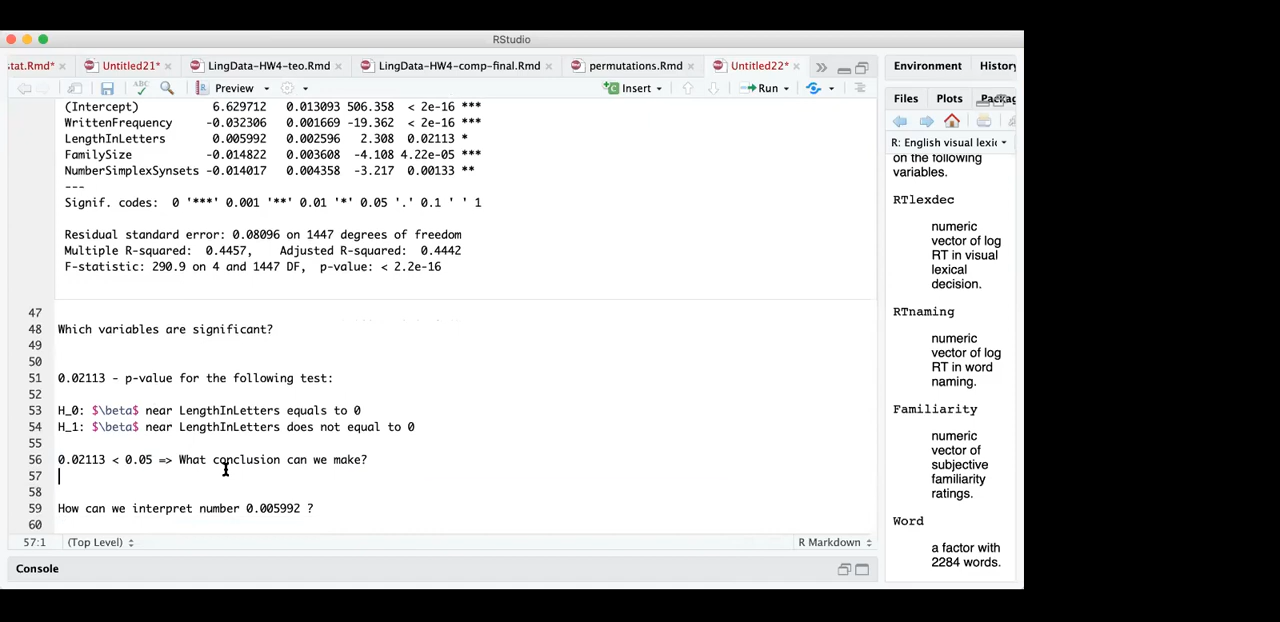 RStudio
stat.Rmd*
Untitled21*
LingData-HW4-teo.Rmd
LingData-HW4-comp-final.Rmd
permutations.Rmd
Untitled22*
Environment
History
ABC
Preview
Insert
Run
Files
Plots
R: English visual lexic
(Intercept) 6.629712 0.013093 506.358 < 2e-16 ***
WrittenFrequency -0.032306 0.001669 -19.362 < 2e-16 ***
LengthInLetters 0.005992 0.002596 2.308 0.02113 *
FamilySize -0.014822 0.003608 -4.108 4.22e-05 ***
NumberSimplexSynsets -0.014017 0.004358 -3.217 0.00133 **
---
Signif. codes: 0 '***' 0.001 '**' 0.01 '*' 0.05 '.' 0.1 ' ' 1
Residual standard error: 0.08096 on 1447 degrees of freedom
Multiple R-squared: 0.4457, Adjusted R-squared: 0.4442
F-statistic: 290.9 on 4 and 1447 DF, p-value: < 2.2e-16
47
48 Which variables are significant?
49
50
51 0.02113 - p-value for the following test:
52
53 H_0: $\beta$ near LengthInLetters equals to 0
54 H_1: $\beta$ near LengthInLetters does not equal to 0
55
56 0.02113 < 0.05 => What conclusion can we make?
57
58
59 How can we interpret number 0.005992 ?
60
57:1 (Top Level)
R Markdown
Console
on the following
variables.
RTlexdec
numeric
vector of log
RT in visual
lexical
decision.
RTnaming
numeric
vector of log
RT in word
naming.
Familiarity
numeric
vector of
subjective
familiarity
ratings.
Word
a factor with
2284 words.